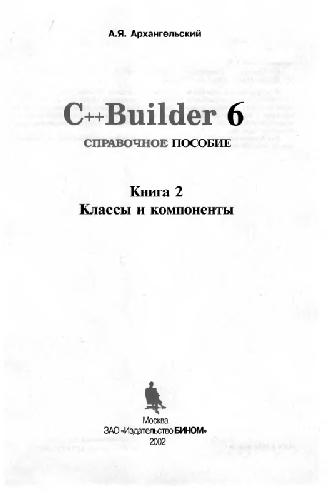 А.Я. Архангельский
C++Builder 6
СПРАВОЧНОЕ ПОСОБИЕ
Книга 2
Классы и компоненты
Москва
ЗАО «Издательство БИНОМ»
2002